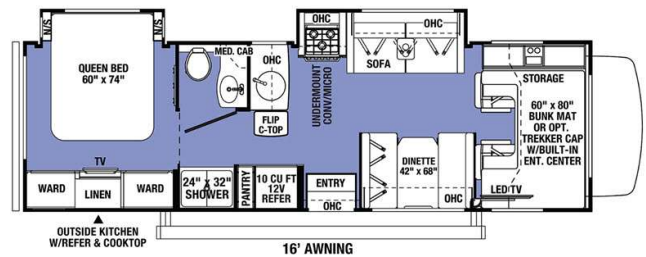 N/S
N/S
QUEEN BED
60" x 74"
MED. CAB
OHC
OHC
UNDERMOUNT
CONV/MICRO
OHC
SOFA
FLIP
C-TOP
STORAGE
60" x 80"
BUNK MAT
OR OPT.
TREKKER CAP
W/BUILT-IN
ENT. CENTER
LED TV
DINETTE
42" x 68"
OHC
TV
WARD
LINEN
WARD
24" x 32"
SHOWER
PANTRY
10 CU FT
12V
REFER
ENTRY
OHC
OUTSIDE KITCHEN
W/REFER & COOKTOP
16' AWNING